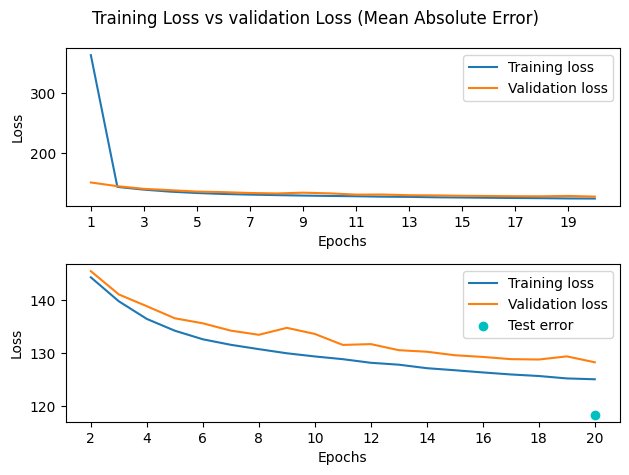 Training Loss vs validation Loss (Mean Absolute Error)
Training loss
Validation loss
300
200
Loss
1 3 5 7 9 11 13 15 17 19
Epochs
Training loss
Validation loss
Test error
140
130
120
Loss
2 4 6 8 10 12 14 16 18 20
Epochs